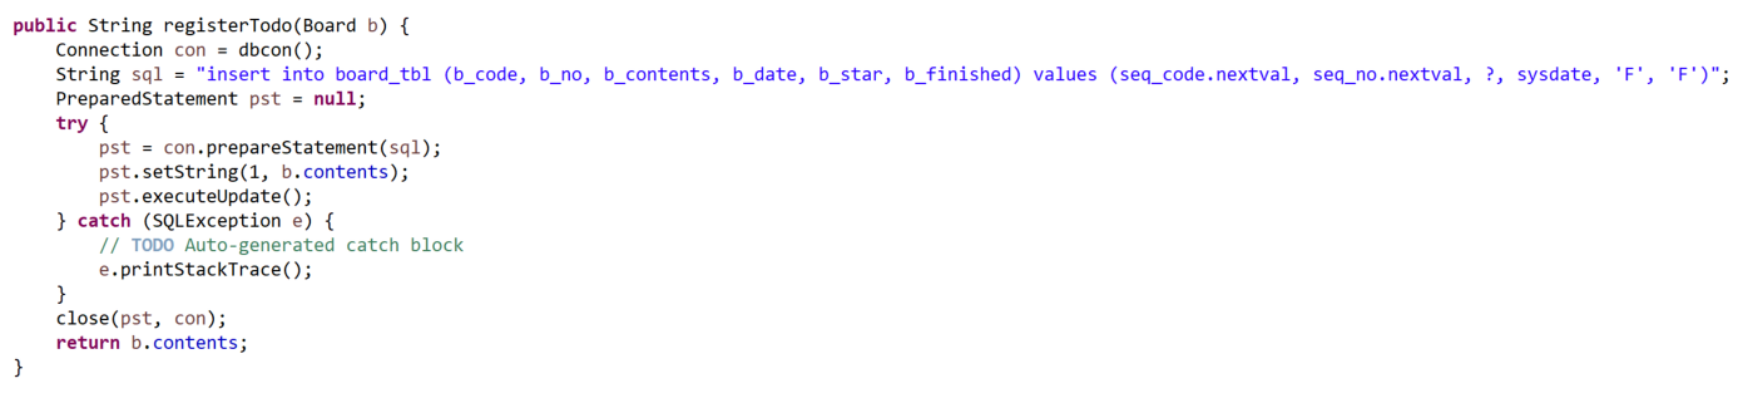 public String registerTodo(Board b) {
    Connection con = dbcon();
    String sql = "insert into board_tbl (b_code, b_no, b_contents, b_date, b_star, b_finished) values (seq_code.nextval, seq_no.nextval, ?, sysdate, 'F', 'F')";
    PreparedStatement pst = null;
    try {
        pst = con.prepareStatement(sql);
        pst.setString(1, b.contents);
        pst.executeUpdate();
    } catch (SQLException e) {
        // TODO Auto-generated catch block
        e.printStackTrace();
    }
    close(pst, con);
    return b.contents;
}